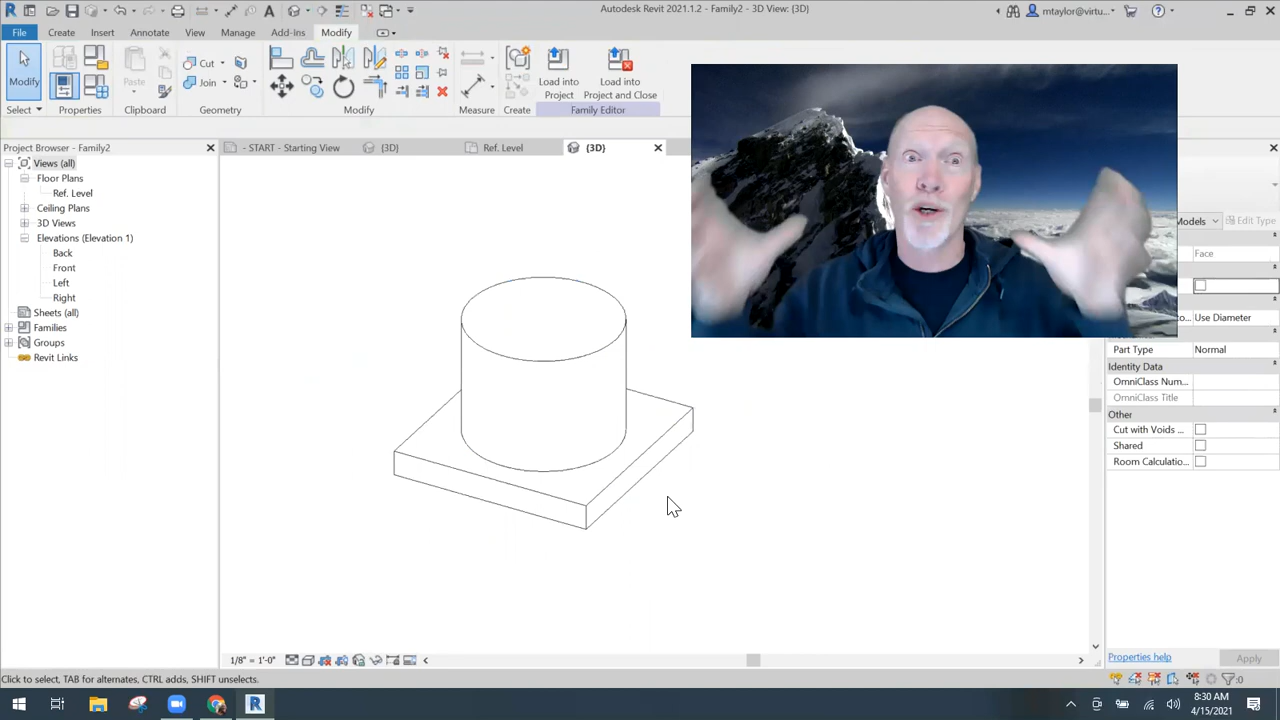 Autodesk Revit 2021.1.2 - Family2 - 3D View: {3D}
mtaylor@virtu...
File Create Insert Annotate View Manage Add-Ins Modify
Modify
Cut
Join
Load into Project
Load into Project and Close
Select Properties Clipboard Geometry Modify Measure Create Family Editor
Paste
Project Browser - Family2
- START - Starting View
{3D}
Ref. Level
{3D}
Views (all)
Floor Plans
Ref. Level
Ceiling Plans
3D Views
Elevations (Elevation 1)
Back
Front
Left
Right
Sheets (all)
Families
Groups
Revit Links
Models
Edit Type
Face
Use Diameter
Part Type Normal
Identity Data
OmniClass Num...
OmniClass Title
Other
Cut with Voids ...
Shared
Room Calculatio...
Properties help
Apply
1/8" = 1'-0"
Click to select, TAB for alternates, CTRL adds, SHIFT unselects.
:0
8:30 AM
4/15/2021